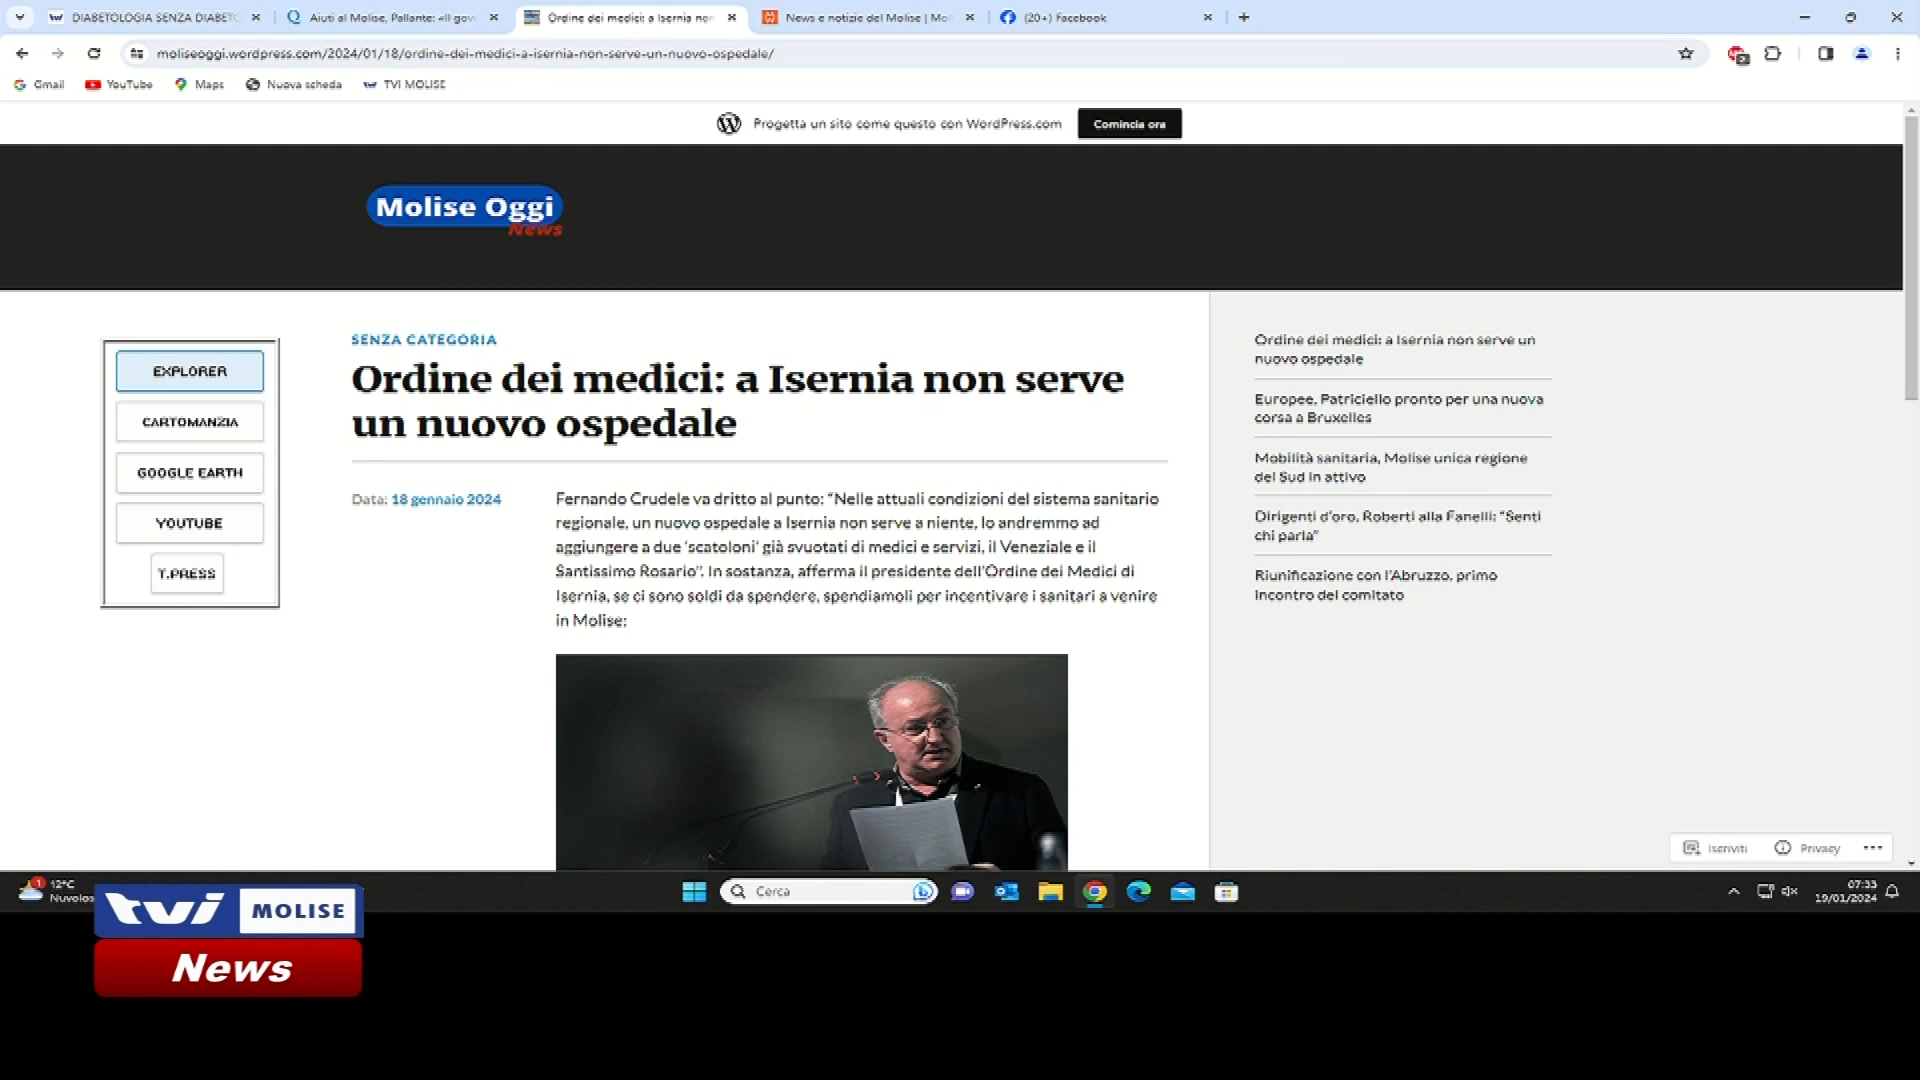 DIABETOLOGIA SENZA DIABET
Aiuti al Molise, Pallante: «Il gov
Ordine dei medici: a Isernia non
News e notizie del Molise | Mol
(20+) Facebook
moliseoggi.wordpress.com/2024/01/18/ordine-dei-medici-a-isernia-non-serve-un-nuovo-ospedale/
Gmail
YouTube
Maps
Nuova scheda
TVI MOLISE
Progetta un sito come questo con WordPress.com
Comincia ora
Molise Oggi
News
EXPLORER
CARTOMANZIA
GOOGLE EARTH
YOUTUBE
T.PRESS
SENZA CATEGORIA
Ordine dei medici: a Isernia non serve
un nuovo ospedale
Data: 18 gennaio 2024
Fernando Crudele va dritto al punto: “Nelle attuali condizioni del sistema sanitario
regionale, un nuovo ospedale a Isernia non serve a niente, lo andremmo ad
aggiungere a due ‘scatoloni’ già svuotati di medici e servizi, il Veneziale e il
Santissimo Rosario”. In sostanza, afferma il presidente dell’Ordine dei Medici di
Isernia, se ci sono soldi da spendere, spendiamoli per incentivare i sanitari a venire
in Molise:
Ordine dei medici: a Isernia non serve un
nuovo ospedale
Europee, Patriciello pronto per una nuova
corsa a Bruxelles
Mobilità sanitaria, Molise unica regione
del Sud in attivo
Dirigenti d’oro, Roberti alla Fanelli: “Senti
chi parla”
Riunificazione con l’Abruzzo, primo
incontro del comitato
Iscriviti
Privacy
1
12°C
Nuvolos
Cerca
07:33
19/01/2024
tvi MOLISE
News